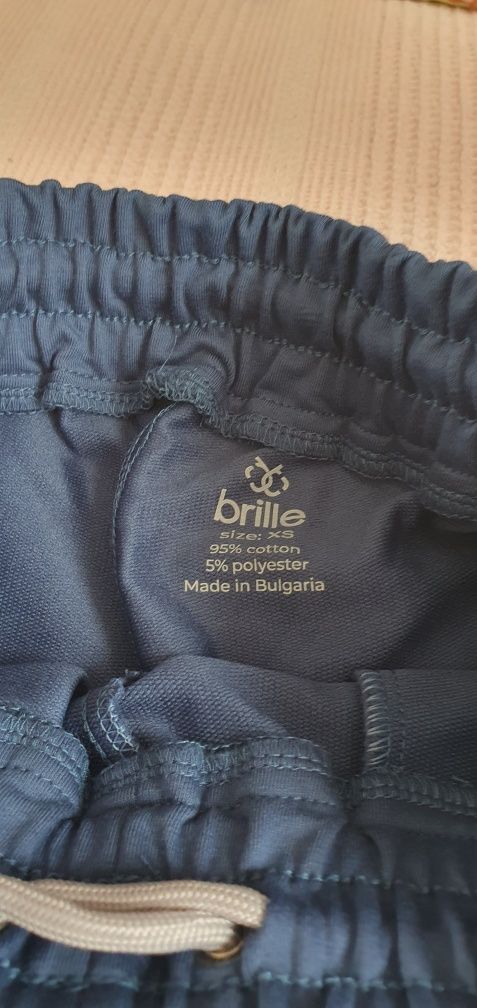 brille
size: XS
95% cotton
5% polyester
Made in Bulgaria